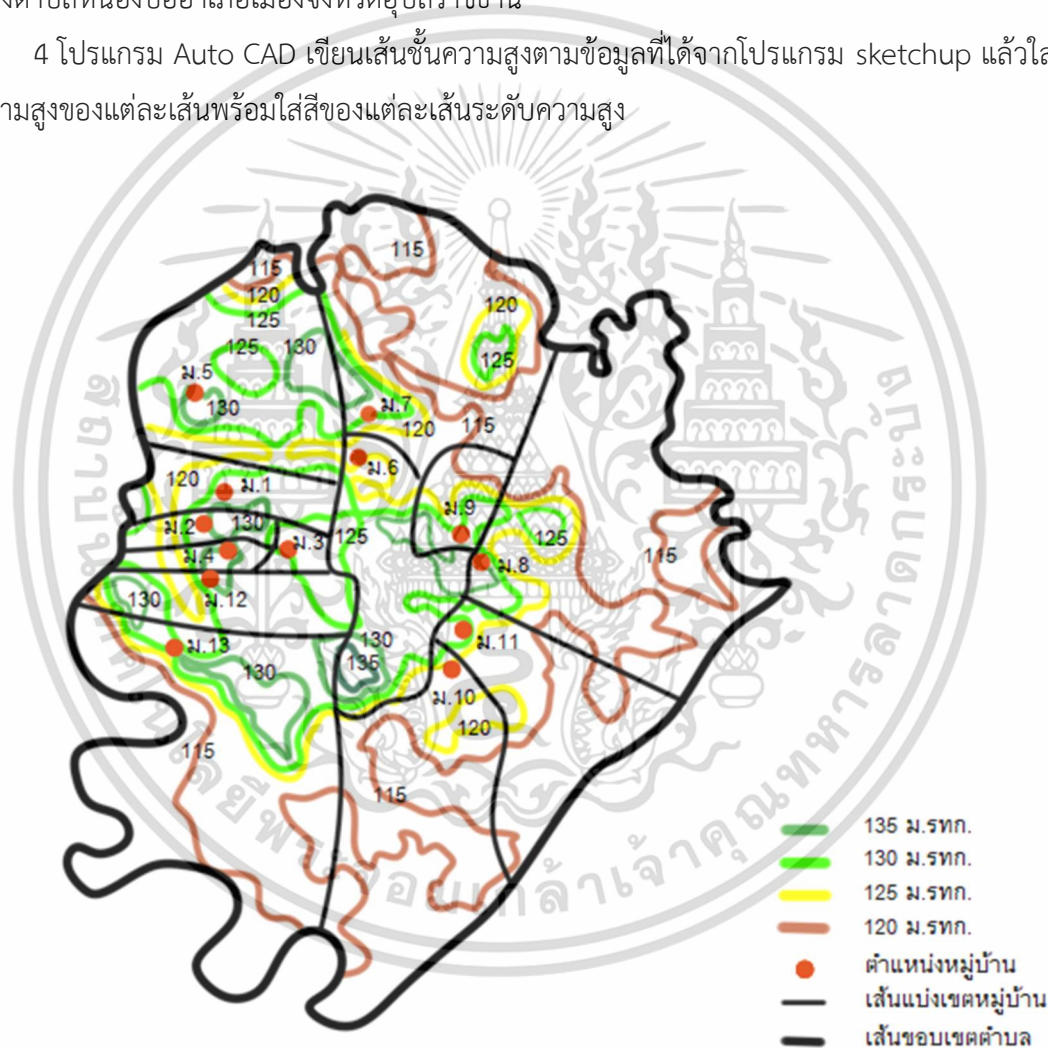 4 โปรแกรม Auto CAD เขียนเส้นชั้นความสูงตามข้อมูลที่ได้จากโปรแกรม sketchup แล้วใส
ามสูงของแต่ละเส้นพร้อมใส่สีของแต่ละเส้นระดับความสูง
115
115
120
120
125
125
130
125
ม.5
130
ม.7
120
115
ม.6
120
ม.1
ม.2
130
ม.9
125
ม.3
125
115
ม.4
ม.8
130
ม.12
ม.13
130
ม.11
130
135
ม.10
120
115
115
135 ม.รทก.
130 ม.รทก.
125 ม.รทก.
120 ม.รทก.
ตำแหน่งหมู่บ้าน
เส้นแบ่งเขตหมู่บ้าน
เส้นขอบเขตตำบล